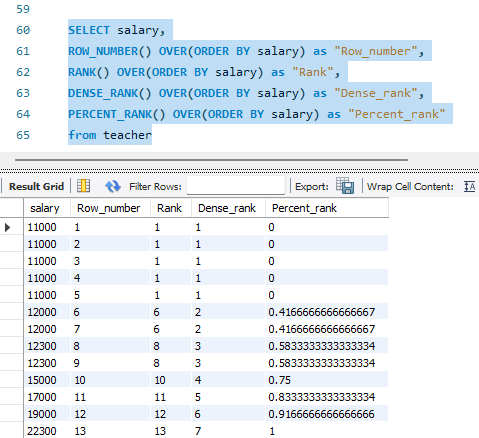 59
60 SELECT salary,
61 ROW_NUMBER() OVER(ORDER BY salary) as "Row_number",
62 RANK() OVER(ORDER BY salary) as "Rank",
63 DENSE_RANK() OVER(ORDER BY salary) as "Dense_rank",
64 PERCENT_RANK() OVER(ORDER BY salary) as "Percent_rank"
65 from teacher
Result Grid Filter Rows: Export: Wrap Cell Content: IA
salary Row_number Rank Dense_rank Percent_rank
11000 1 1 1 0
11000 2 1 1 0
11000 3 1 1 0
11000 4 1 1 0
11000 5 1 1 0
12000 6 6 2 0.4166666666666667
12000 7 6 2 0.4166666666666667
12300 8 8 3 0.5833333333333334
12300 9 8 3 0.5833333333333334
15000 10 10 4 0.75
17000 11 11 5 0.8333333333333334
19000 12 12 6 0.9166666666666666
22300 13 13 7 1